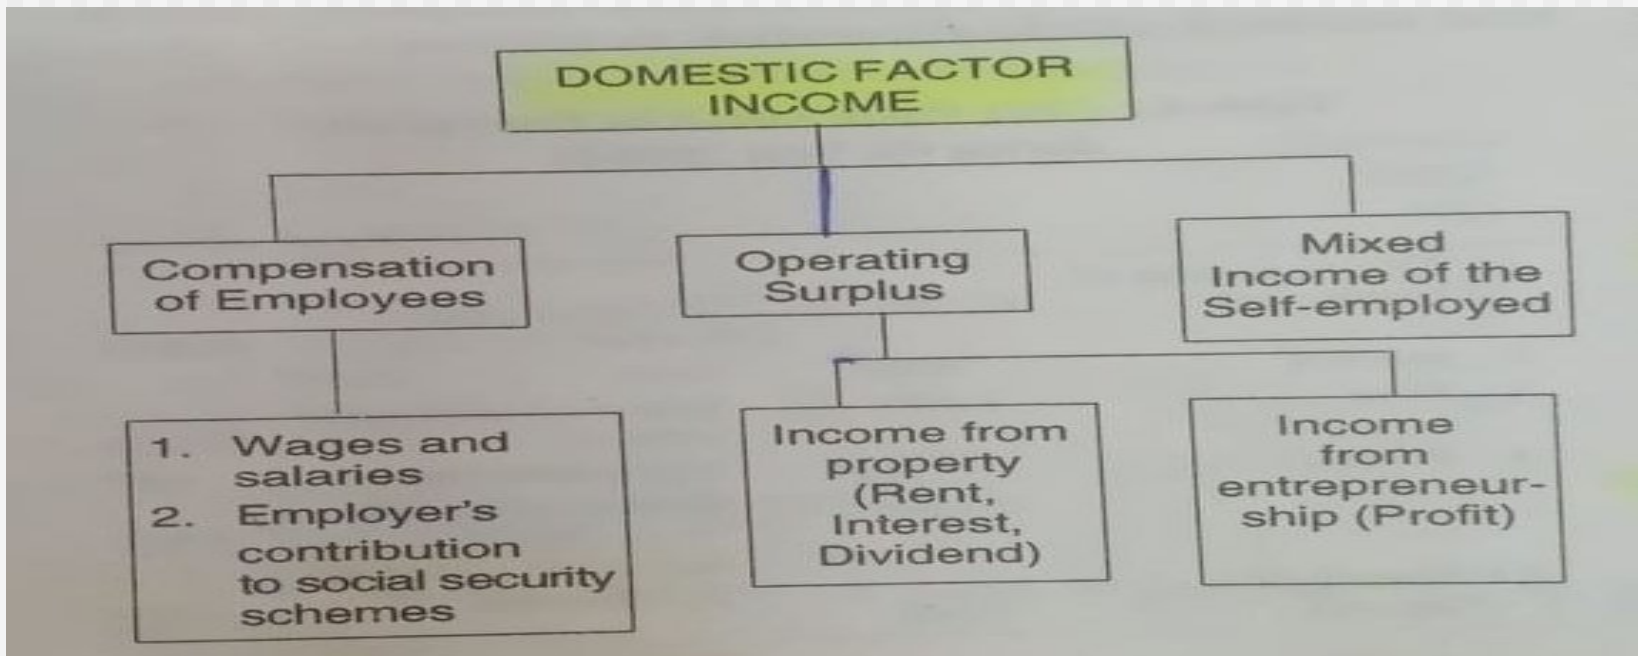 DOMESTIC FACTOR
INCOME
Compensation
of Employees
Operating
Surplus
Mixed
Income of the
Self-employed
1. Wages and
salaries
2. Employer's
contribution
to social security
schemes
Income from
property
(Rent,
Interest,
Dividend)
Income
from
entrepreneur-
ship (Profit)